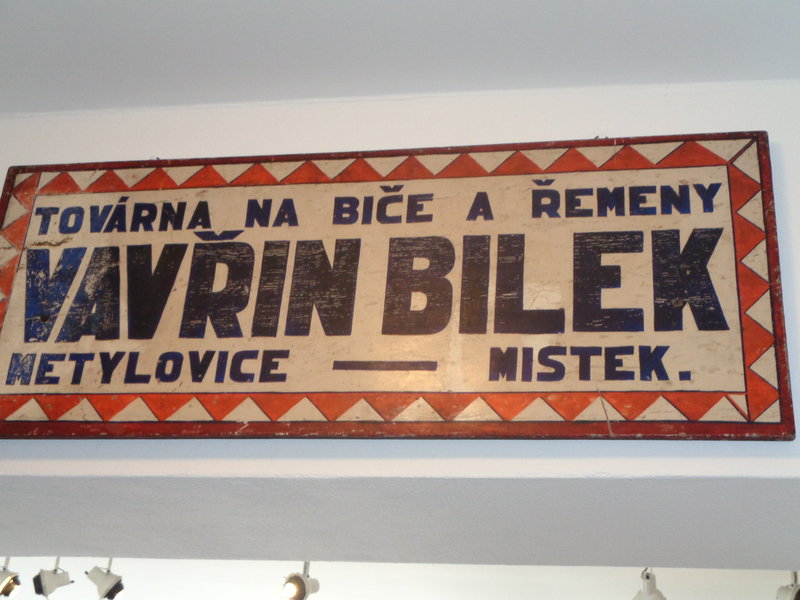 TOVÁRNA NA BIČE A ŘEMENY
VAVŘIN BILEK
METYLOVICE — MISTEK.